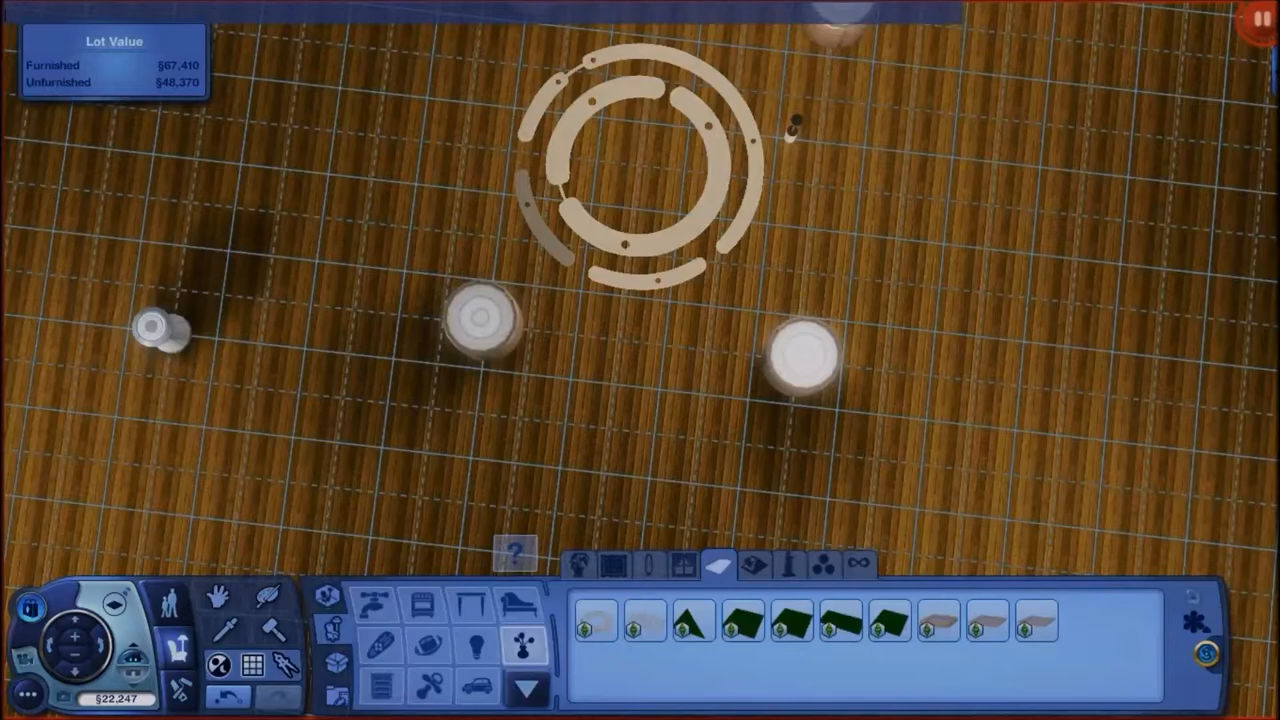 Lot Value
Furnished §67,410
Unfurnished §48,370
?
§22,247